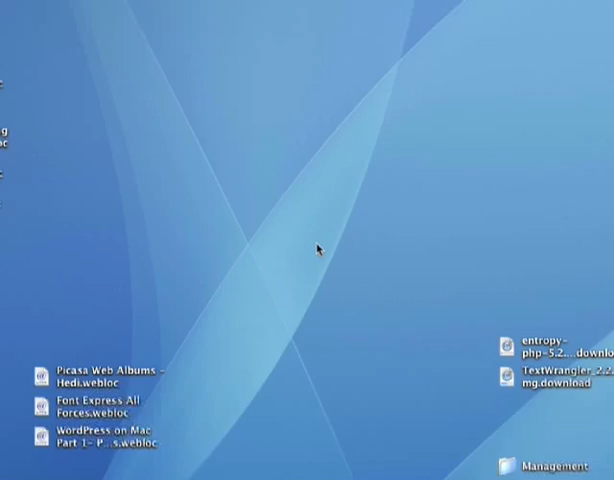 g
entropy-
php-5.2....downlo
TextWrangler_2.2.
mg.download
Picasa Web Albums -
Hedi.webloc
Font Express All
Forces.webloc
WordPress on Mac
Part 1- P...s.webloc
Management